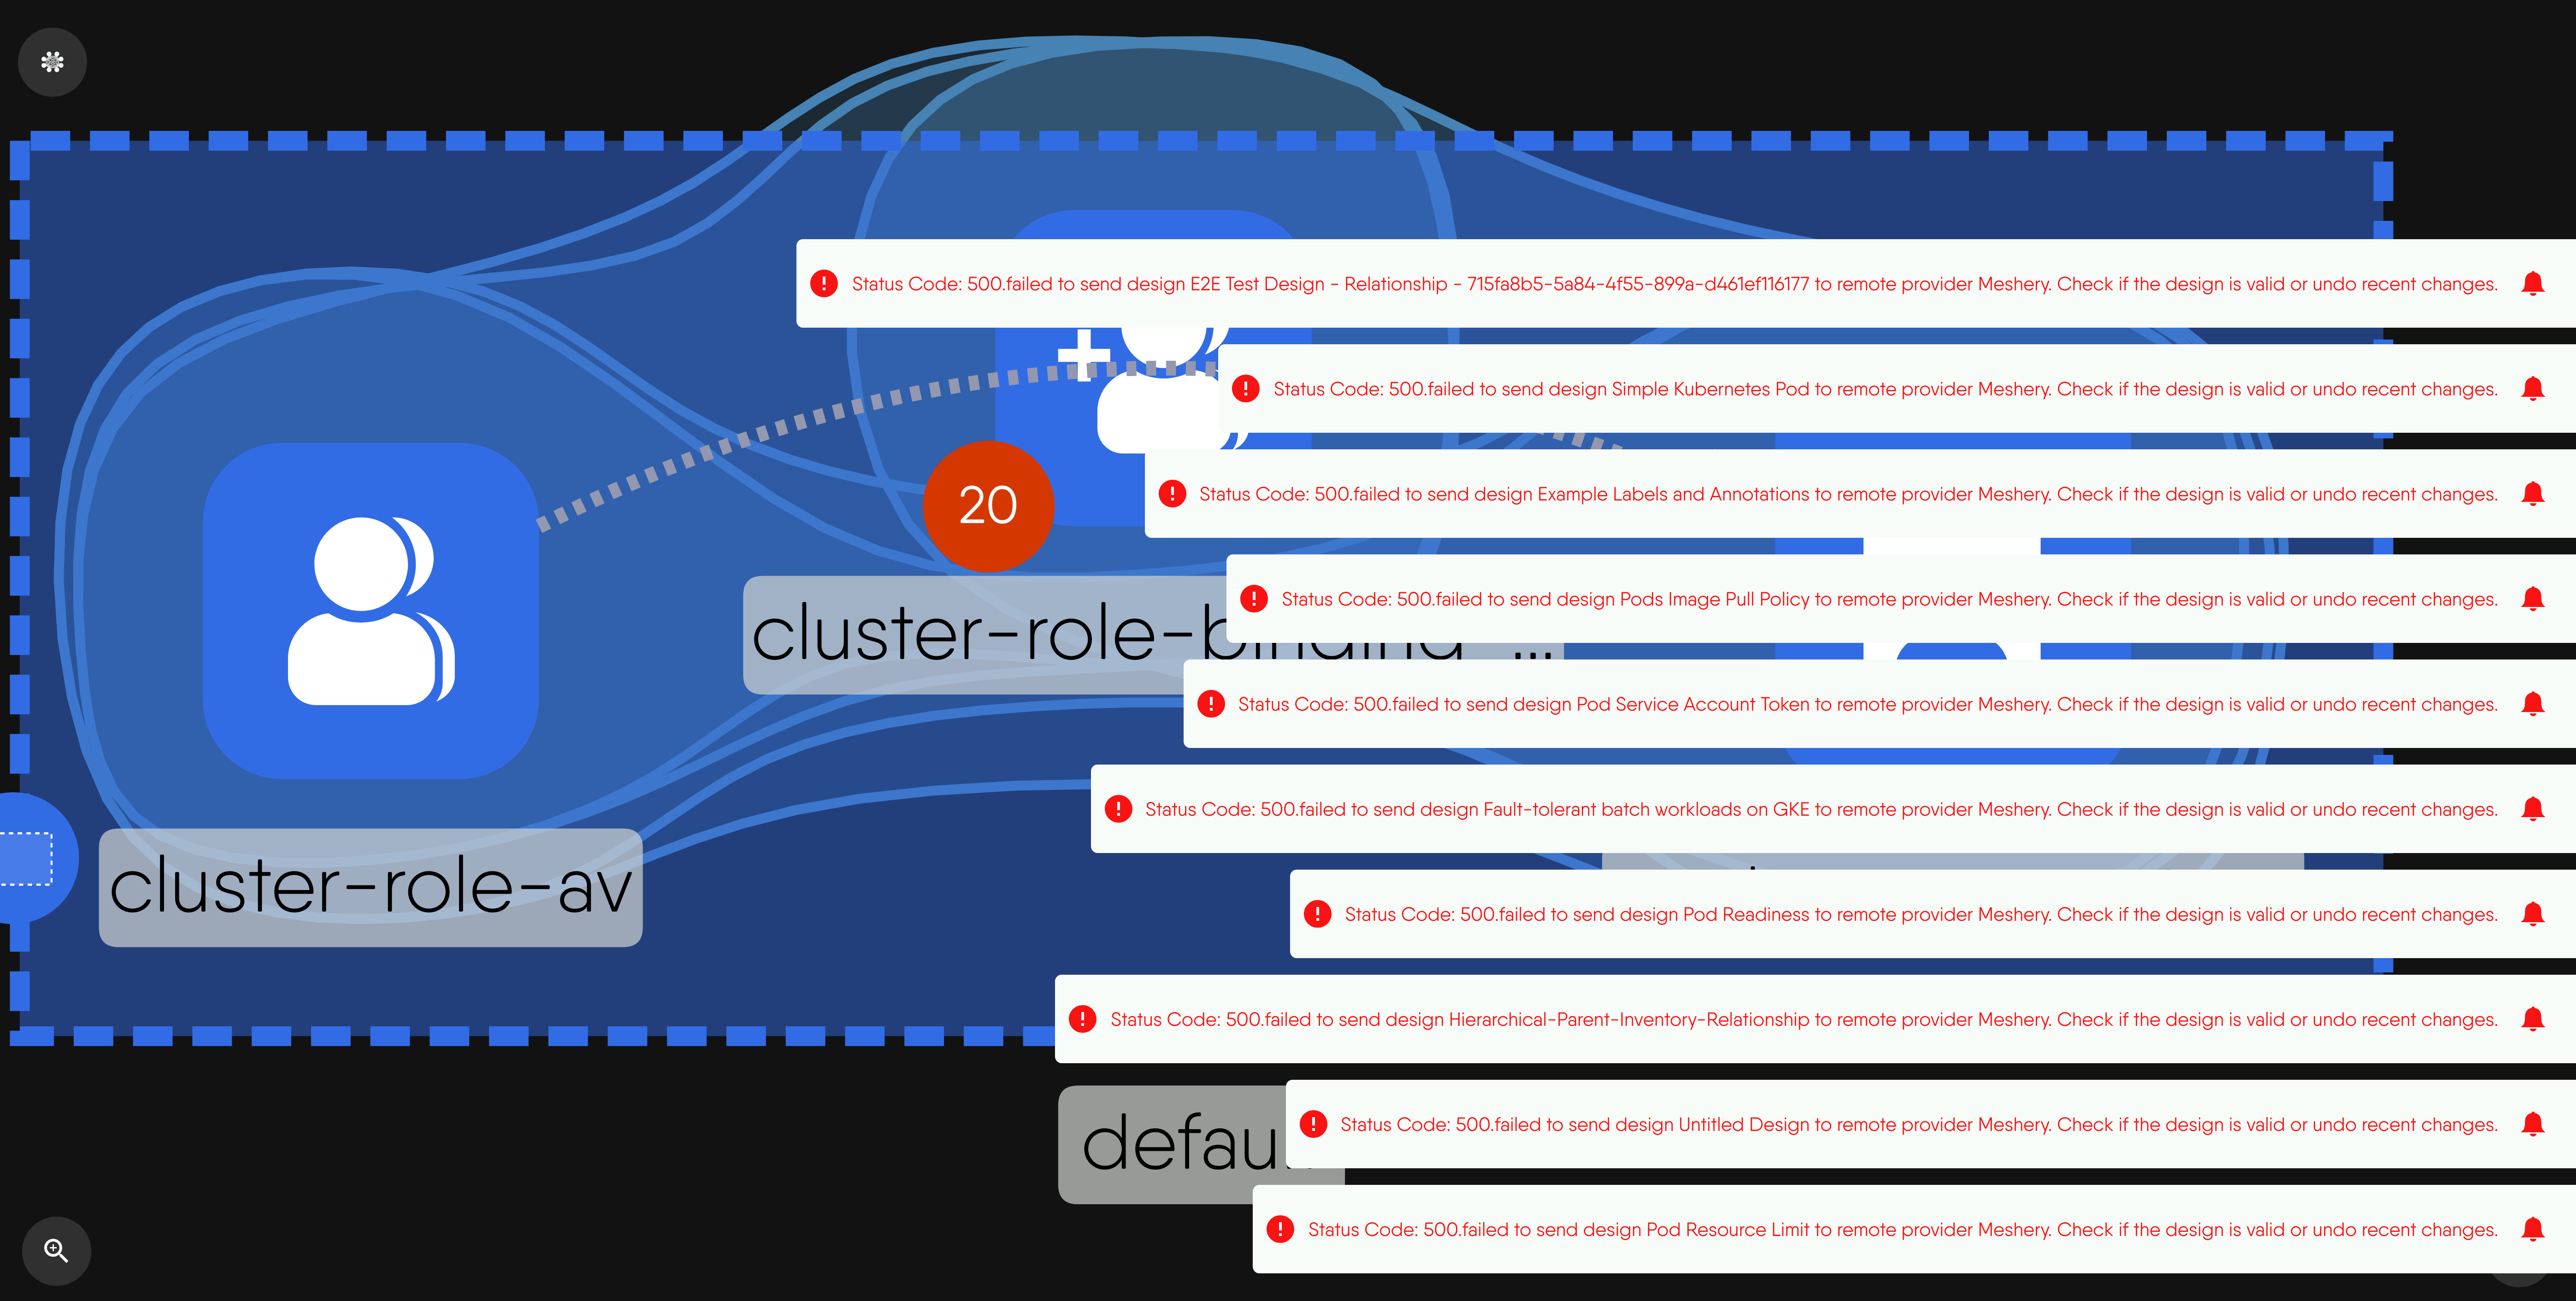 Status Code: 500.failed to send design E2E Test Design - Relationship - 715fa8b5-5a84-4f55-899a-d461ef116177 to remote provider Meshery. Check if the design is valid or undo recent changes.
Status Code: 500.failed to send design Simple Kubernetes Pod to remote provider Meshery. Check if the design is valid or undo recent changes.
Status Code: 500.failed to send design Example Labels and Annotations to remote provider Meshery. Check if the design is valid or undo recent changes.
20
Status Code: 500.failed to send design Pods Image Pull Policy to remote provider Meshery. Check if the design is valid or undo recent changes.
cluster-role-binding ...
Status Code: 500.failed to send design Pod Service Account Token to remote provider Meshery. Check if the design is valid or undo recent changes.
Status Code: 500.failed to send design Fault-tolerant batch workloads on GKE to remote provider Meshery. Check if the design is valid or undo recent changes.
cluster-role-av
Status Code: 500.failed to send design Pod Readiness to remote provider Meshery. Check if the design is valid or undo recent changes.
Status Code: 500.failed to send design Hierarchical-Parent-Inventory-Relationship to remote provider Meshery. Check if the design is valid or undo recent changes.
Status Code: 500.failed to send design Untitled Design to remote provider Meshery. Check if the design is valid or undo recent changes.
defau
Status Code: 500.failed to send design Pod Resource Limit to remote provider Meshery. Check if the design is valid or undo recent changes.